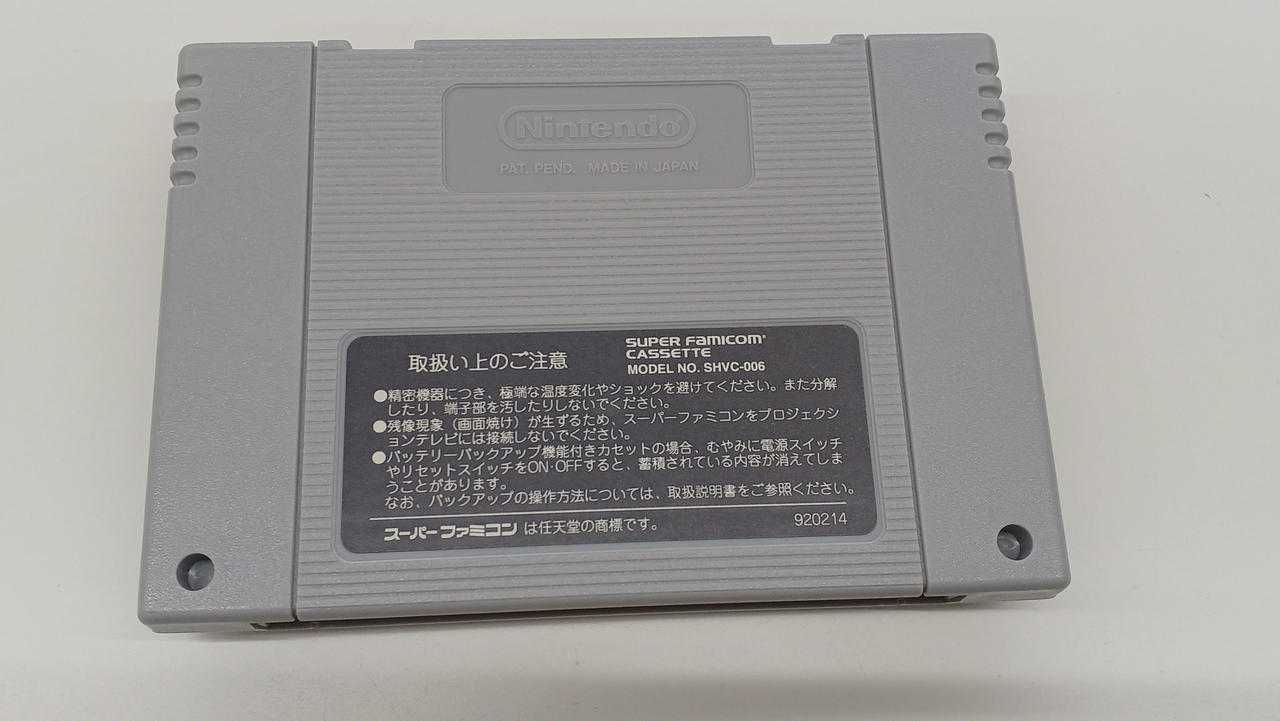 Nintendo
PAT. PEND. MADE IN JAPAN
取扱い上のご注意
SUPER FAMICOM®
CASSETTE
MODEL NO. SHVC-006
●精密機器につき、極端な温度変化やショックを避けてください。また分解
したり、端子部を汚したりしないでください。
●残像現象（画面焼け）が生ずるため、スーパーファミコンをプロジェクシ
ョンテレビには接続しないでください。
●バッテリーバックアップ機能付きカセットの場合、むやみに電源スイッチ
やリセットスイッチをON・OFFすると、蓄積されている内容が消えてしま
うことがあります。
なお、バックアップの操作方法については、取扱説明書をご参照ください。
スーパーファミコンは任天堂の商標です。
920214